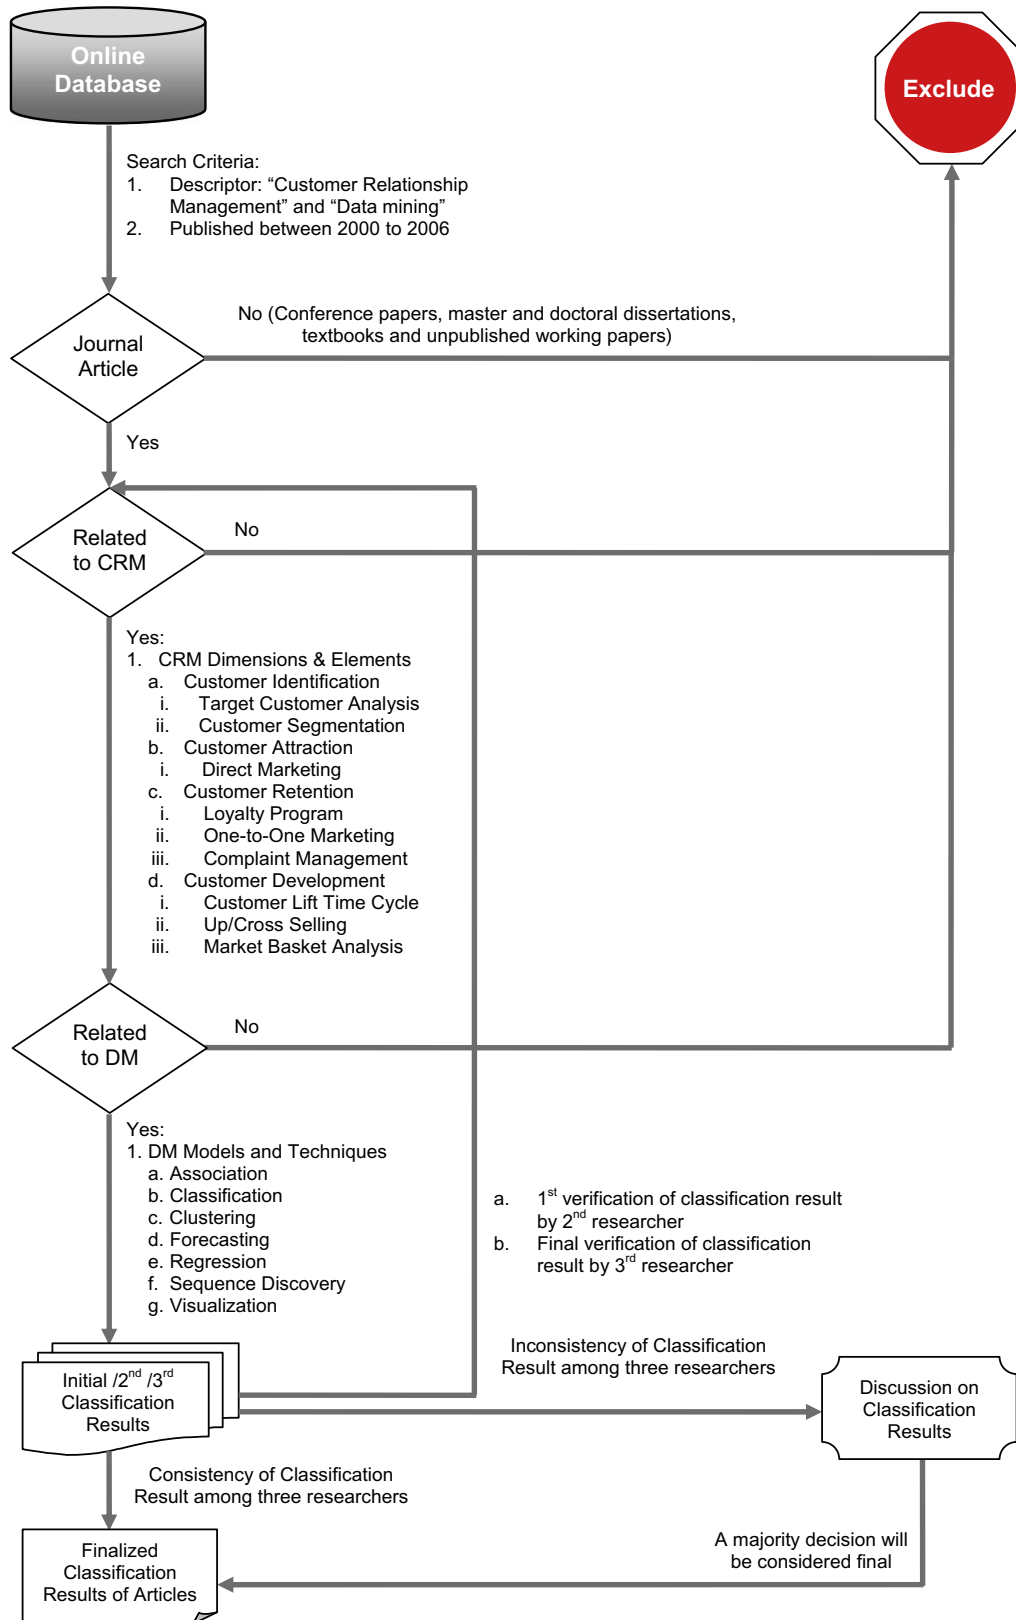 Online
Database
Exclude
Search Criteria:
1. Descriptor: “Customer Relationship
Management” and “Data mining”
2. Published between 2000 to 2006
No (Conference papers, master and doctoral dissertations,
textbooks and unpublished working papers)
Journal
Article
Yes
Related
to CRM
No
Yes:
1. CRM Dimensions & Elements
a. Customer Identification
i. Target Customer Analysis
ii. Customer Segmentation
b. Customer Attraction
i. Direct Marketing
c. Customer Retention
i. Loyalty Program
ii. One-to-One Marketing
iii. Complaint Management
d. Customer Development
i. Customer Lift Time Cycle
ii. Up/Cross Selling
iii. Market Basket Analysis
Related
to DM
No
Yes:
1. DM Models and Techniques
a. Association
b. Classification
c. Clustering
d. Forecasting
e. Regression
f. Sequence Discovery
g. Visualization
a. 1st verification of classification result
by 2nd researcher
b. Final verification of classification
result by 3rd researcher
Initial /2nd /3rd
Classification
Results
Inconsistency of Classification
Result among three researchers
Discussion on
Classification
Results
Consistency of Classification
Result among three researchers
A majority decision will
be considered final
Finalized
Classification
Results of Articles